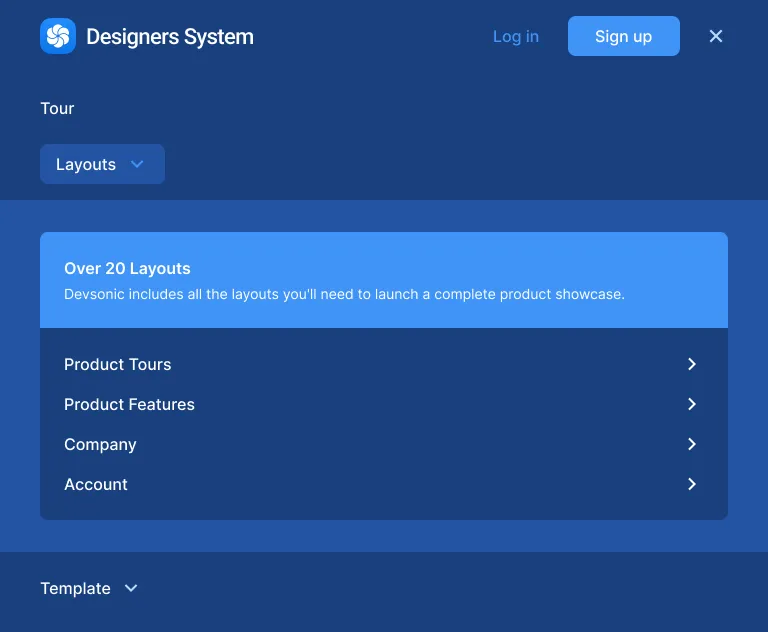 Designers System
Log in
Sign up
Tour
Layouts
Over 20 Layouts
Devsonic includes all the layouts you'll need to launch a complete product showcase.
Product Tours
Product Features
Company
Account
Template